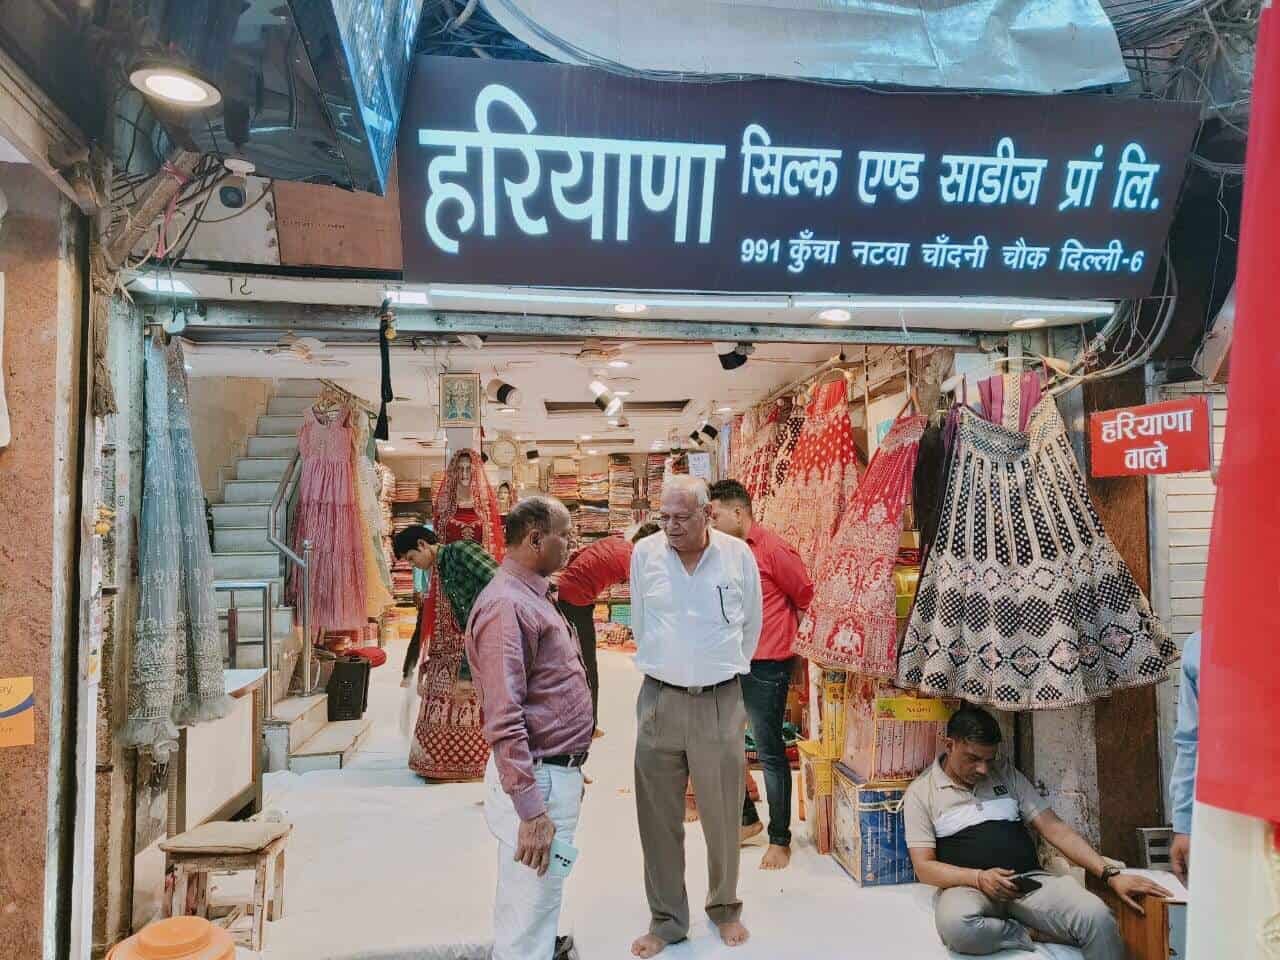 हरियाणा सिल्क एण्ड साडीज प्रां लि.
991 कुँचा नटवा चाँदनी चौक दिल्ली-6
हरियाणा
वाले